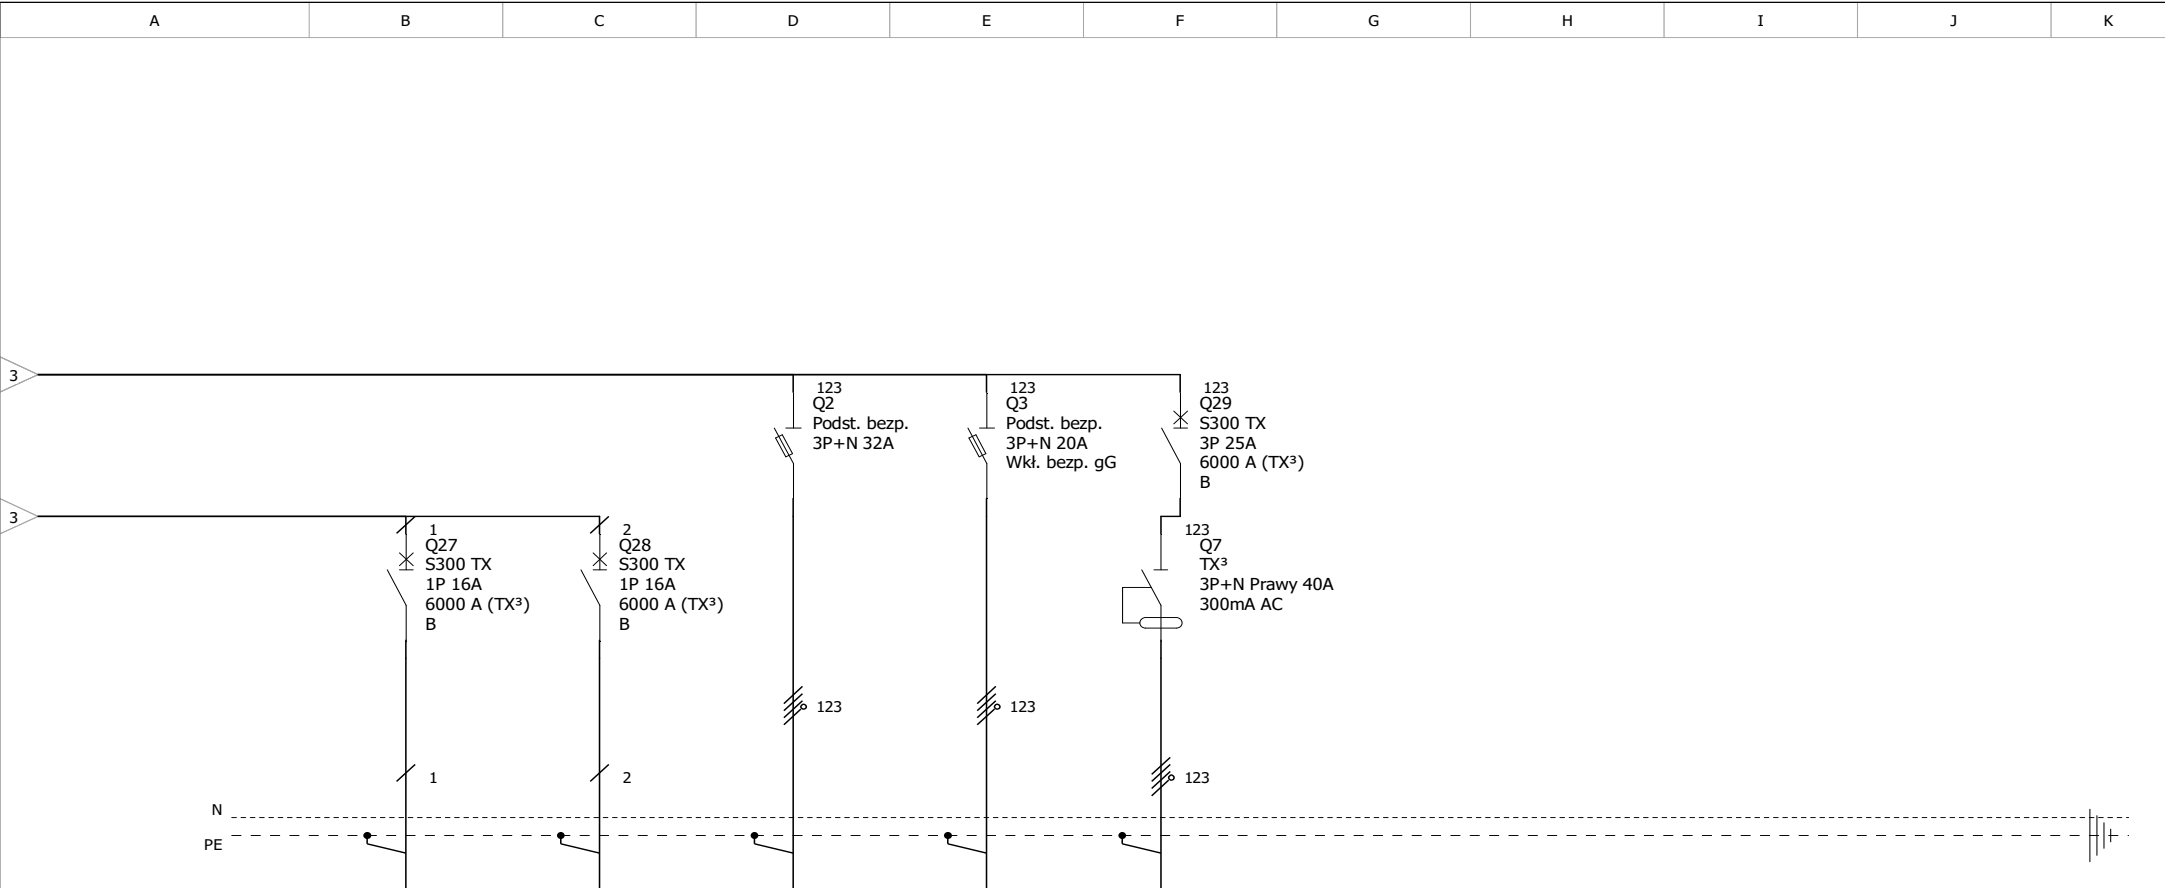 A B C D E F G H I J K
3
123
Q2
Podst. bezp.
3P+N 32A
123
Q3
Podst. bezp.
3P+N 20A
Wkł. bezp. gG
123
Q29
S300 TX
3P 25A
6000 A (TX³)
B
3
1
Q27
S300 TX
1P 16A
6000 A (TX³)
B
2
Q28
S300 TX
1P 16A
6000 A (TX³)
B
123
Q7
TX³
3P+N Prawy 40A
300mA AC
123
123
1
2
123
N
PE